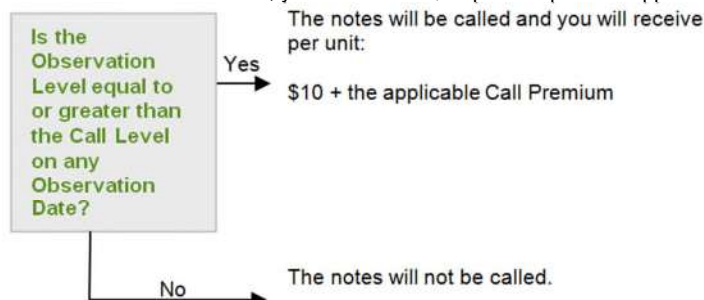 The notes will be called and you will receive
per unit:
$10 + the applicable Call Premium
Is the
Observation
Level equal to
or greater than
the Call Level
on any
Observation
Date?
Yes
No
The notes will not be called.